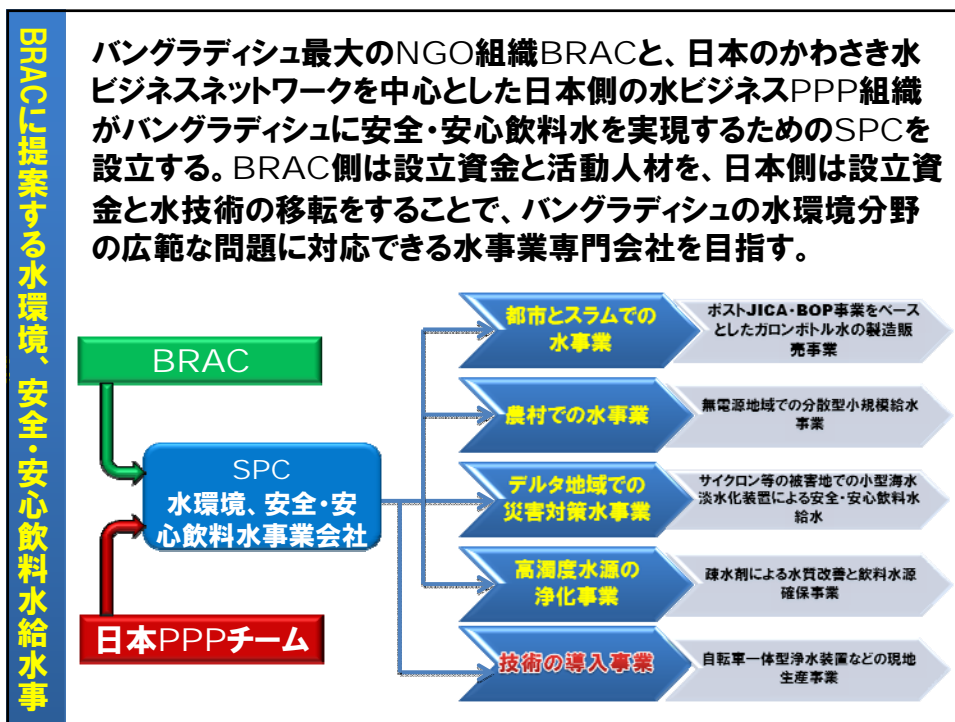 BRACに提案する水環境、安全・安心飲料水給水事
バングラディシュ最大のNGO組織BRACと、日本のかわさき水
ビジネスネットワークを中心とした日本側の水ビジネスPPP組織
がバングラディシュに安全・安心飲料水を実現するためのSPCを
設立する。BRAC側は設立資金と活動人材を、日本側は設立資
金と水技術の移転をすることで、バングラディシュの水環境分野
の広範な問題に対応できる水事業専門会社を目指す。
BRAC
SPC
水環境、安全・安
心飲料水事業会社
日本PPPチーム
都市とスラムでの
水事業
ポストJICA・BOP事業をベース
としたガロンボトル水の製造販
売事業
農村での水事業
無電源地域での分散型小規模給水
事業
デルタ地域での
災害対策水事業
サイクロン等の被害地での小型海水
淡水化装置による安全・安心飲料水
給水
高濁度水源の
浄化事業
疎水剤による水質改善と飲料水源
確保事業
技術の導入事業
自転車一体型浄水装置などの現地
生産事業